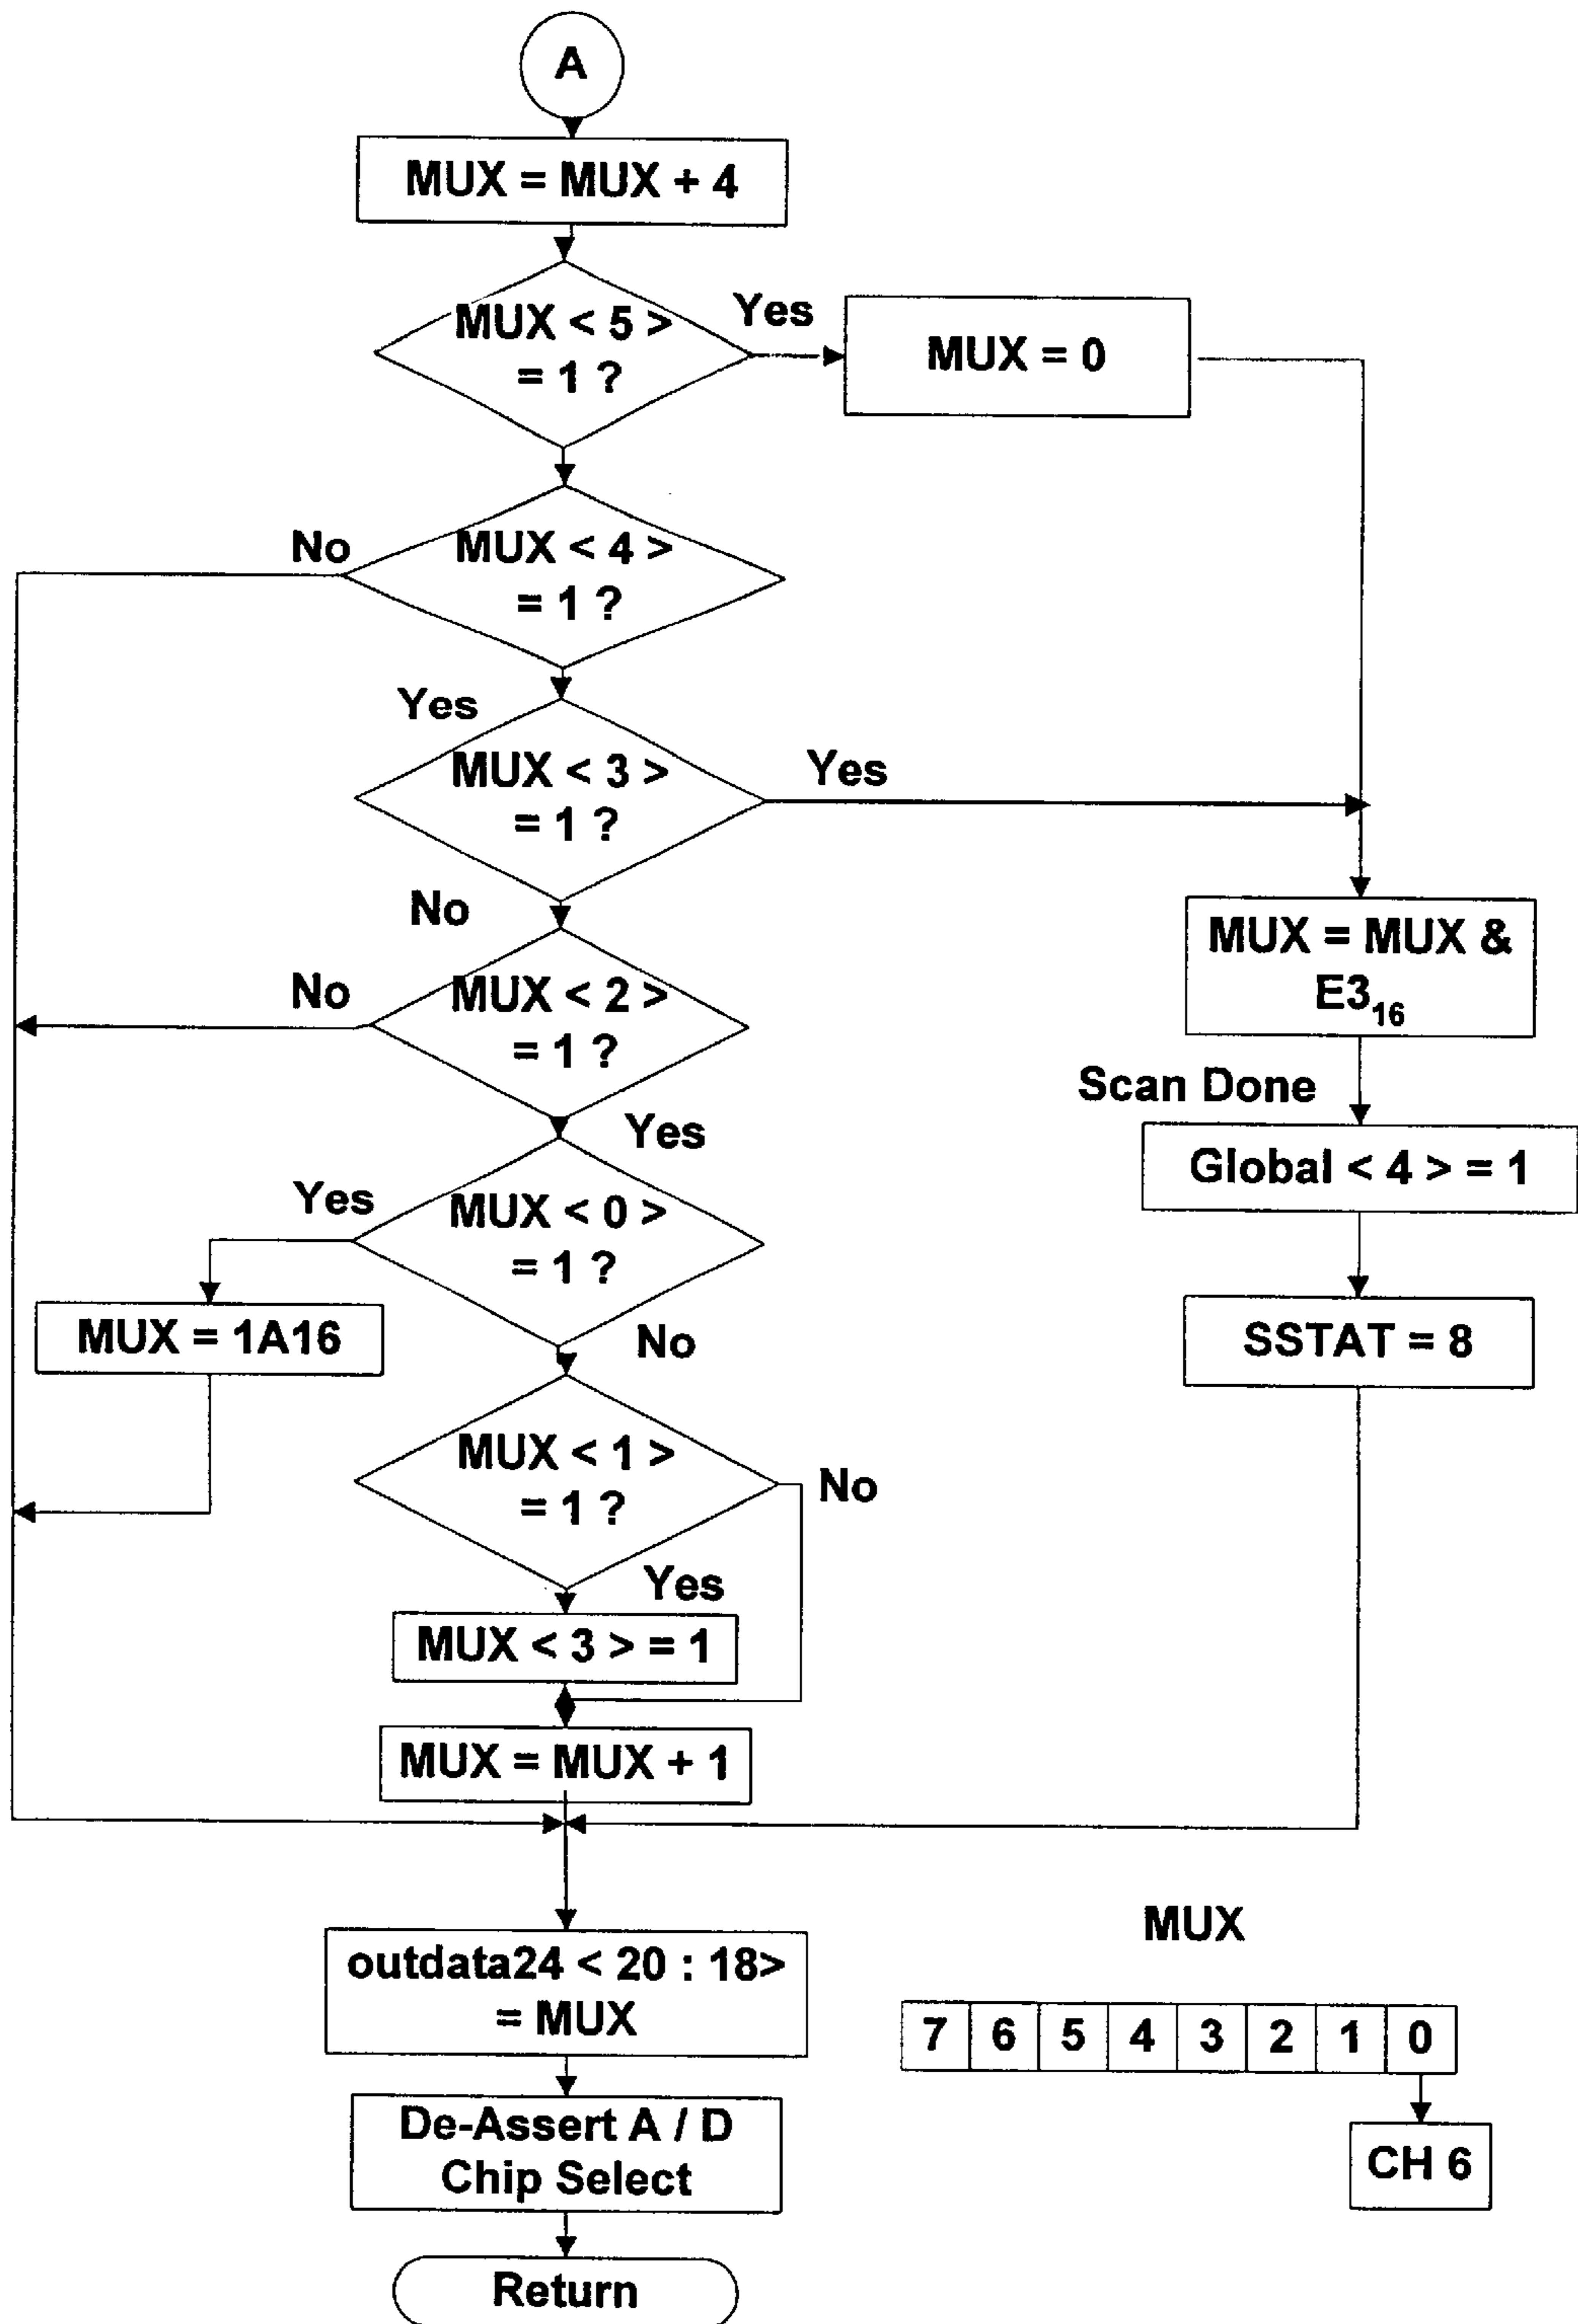 A
MUX = MUX + 4
MUX < 5 >
= 1 ?
Yes
MUX = 0
No
MUX < 4 >
= 1 ?
Yes
MUX < 3 >
= 1 ?
Yes
No
MUX = MUX &
E3₁₆
No
MUX < 2 >
= 1 ?
Scan Done
Yes
Global < 4 > = 1
Yes
MUX < 0 >
= 1 ?
MUX = 1A16
No
SSTAT = 8
MUX < 1 >
= 1 ?
No
Yes
MUX < 3 > = 1
MUX = MUX + 1
outdata24 < 20 : 18>
= MUX
MUX
7 6 5 4 3 2 1 0
De-Assert A / D
Chip Select
CH 6
Return